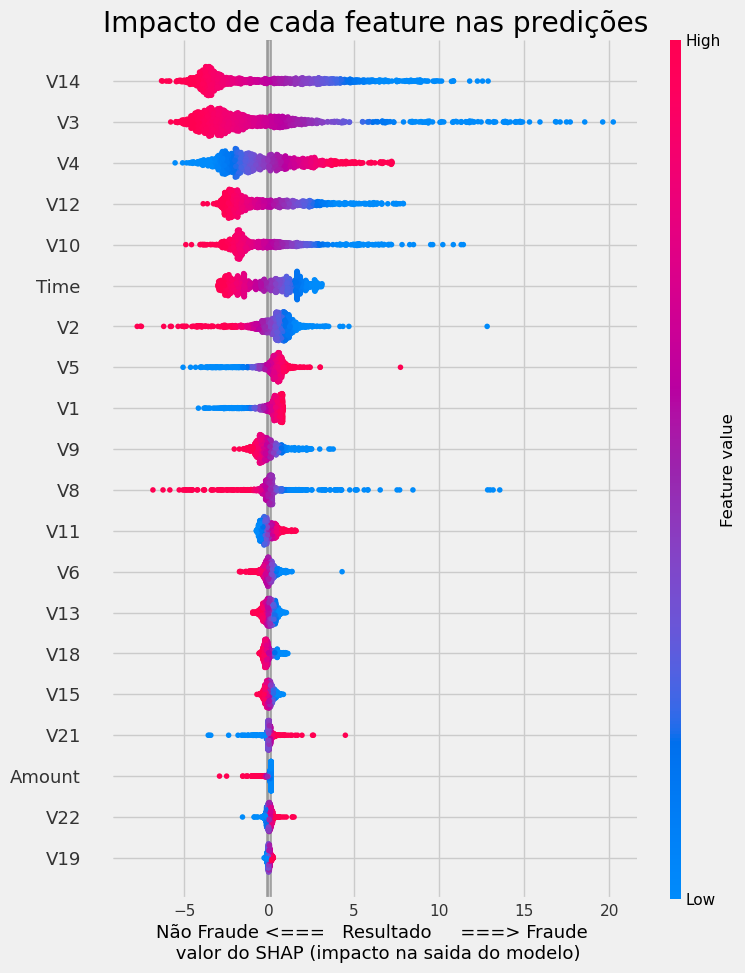 Impacto de cada feature nas predições
High
V14
V3
V4
V12
V10
Time
V2
V5
V1
V9
V8
V11
V6
V13
V18
V15
V21
Amount
V22
V19
Feature value
Low
−5 0 5 10 15 20
Não Fraude <=== Resultado ===> Fraude
valor do SHAP (impacto na saida do modelo)